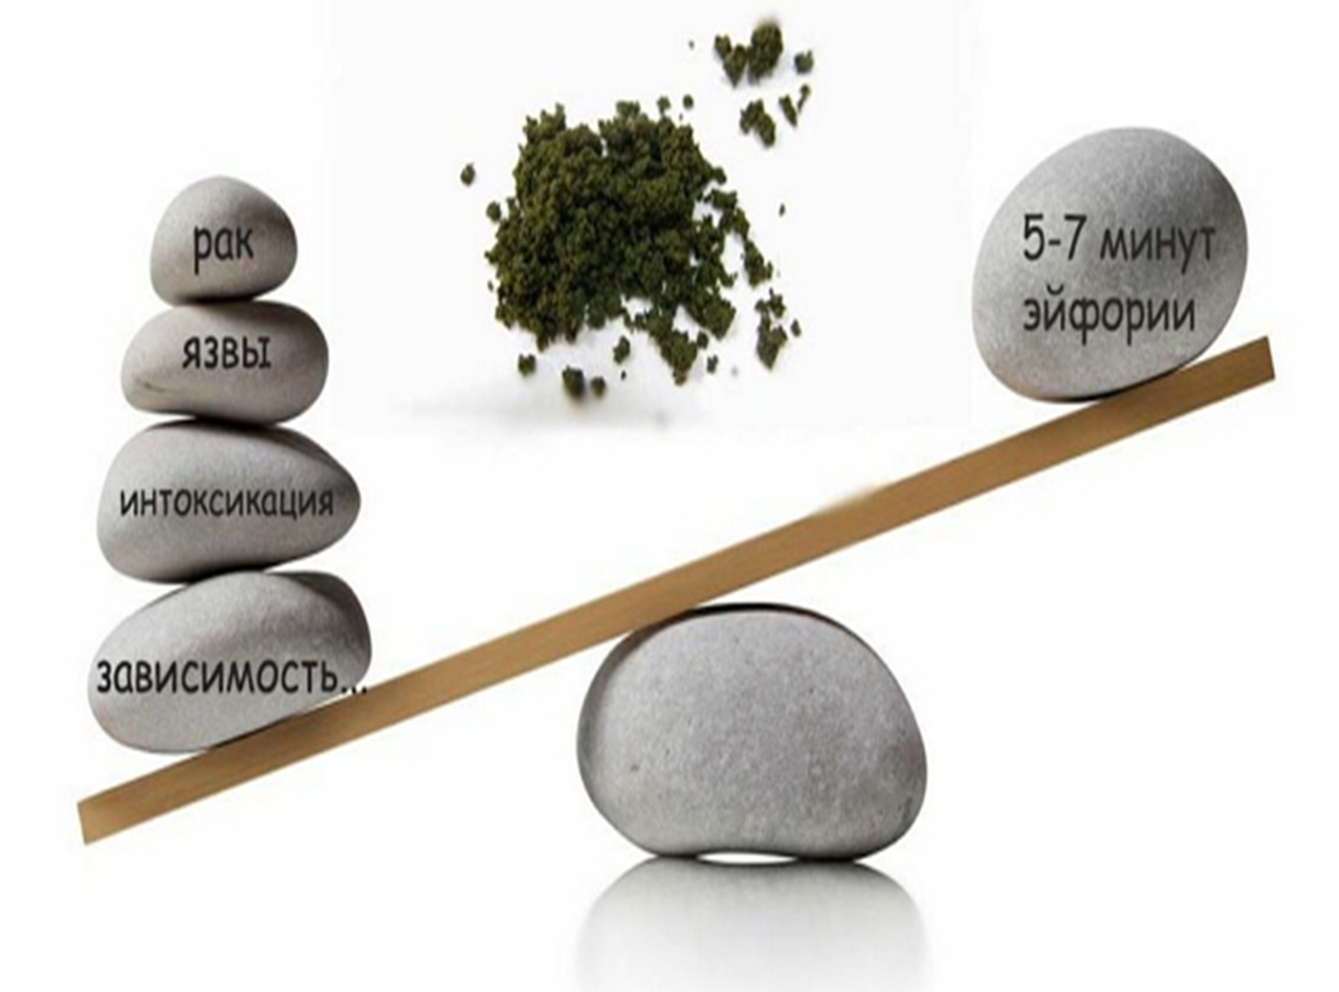 рак
язвы
интоксикация
зависимость...
5-7 минут
эйфории